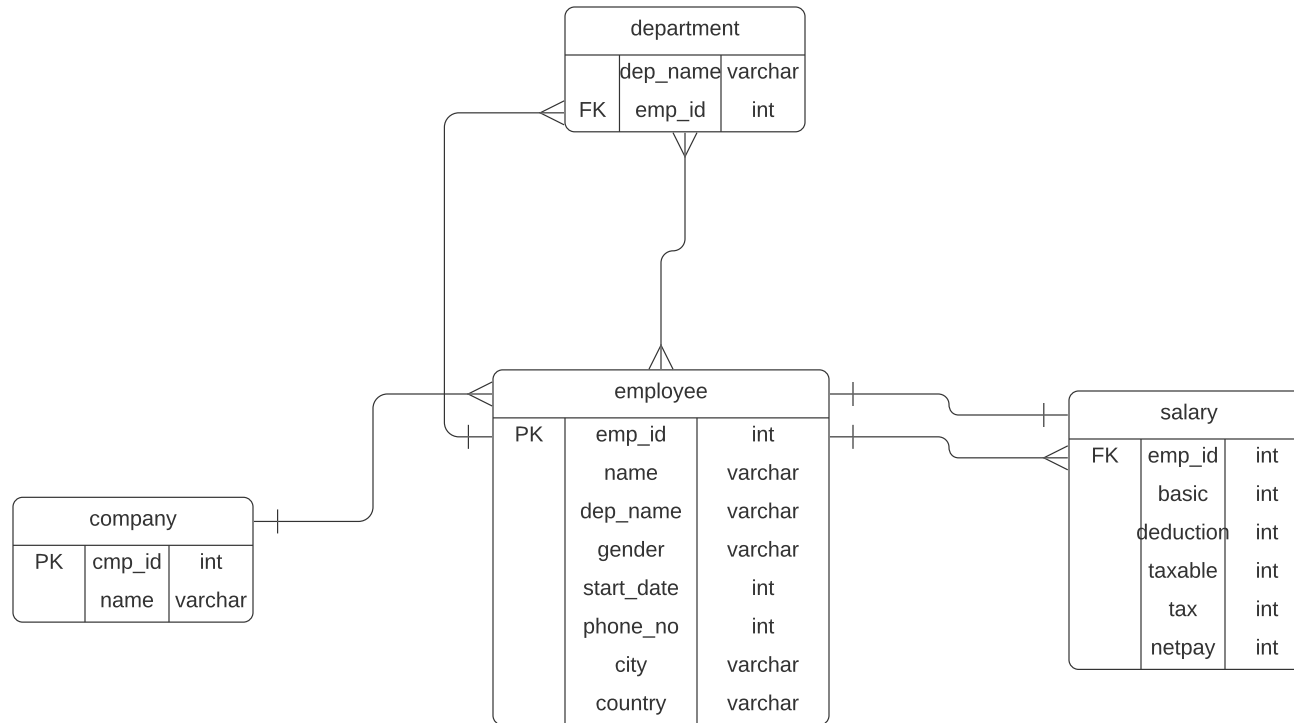 department
dep_name varchar
FK emp_id int
employee
PK emp_id int
name varchar
dep_name varchar
gender varchar
start_date int
phone_no int
city varchar
country varchar
salary
FK emp_id int
basic int
deduction int
taxable int
tax int
netpay int
company
PK cmp_id int
name varchar